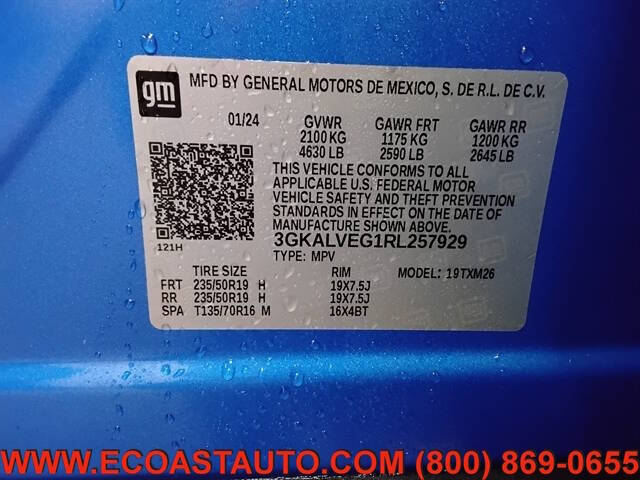 gm
MFD BY GENERAL MOTORS DE MEXICO, S. DE R.L. DE C.V.
01/24 GVWR GAWR FRT GAWR RR
2100 KG 1175 KG 1200 KG
4630 LB 2590 LB 2645 LB
THIS VEHICLE CONFORMS TO ALL
APPLICABLE U.S. FEDERAL MOTOR
VEHICLE SAFETY AND THEFT PREVENTION
STANDARDS IN EFFECT ON THE DATE OF
MANUFACTURE SHOWN ABOVE.
121H 3GKALVEG1RL257929
TYPE: MPV MODEL: 19TXM26
TIRE SIZE RIM
FRT 235/50R19 H 19X7.5J
RR 235/50R19 H 19X7.5J
SPA T135/70R16 M 16X4BT
WWW.ECOASTAUTO.COM (800) 869-0655